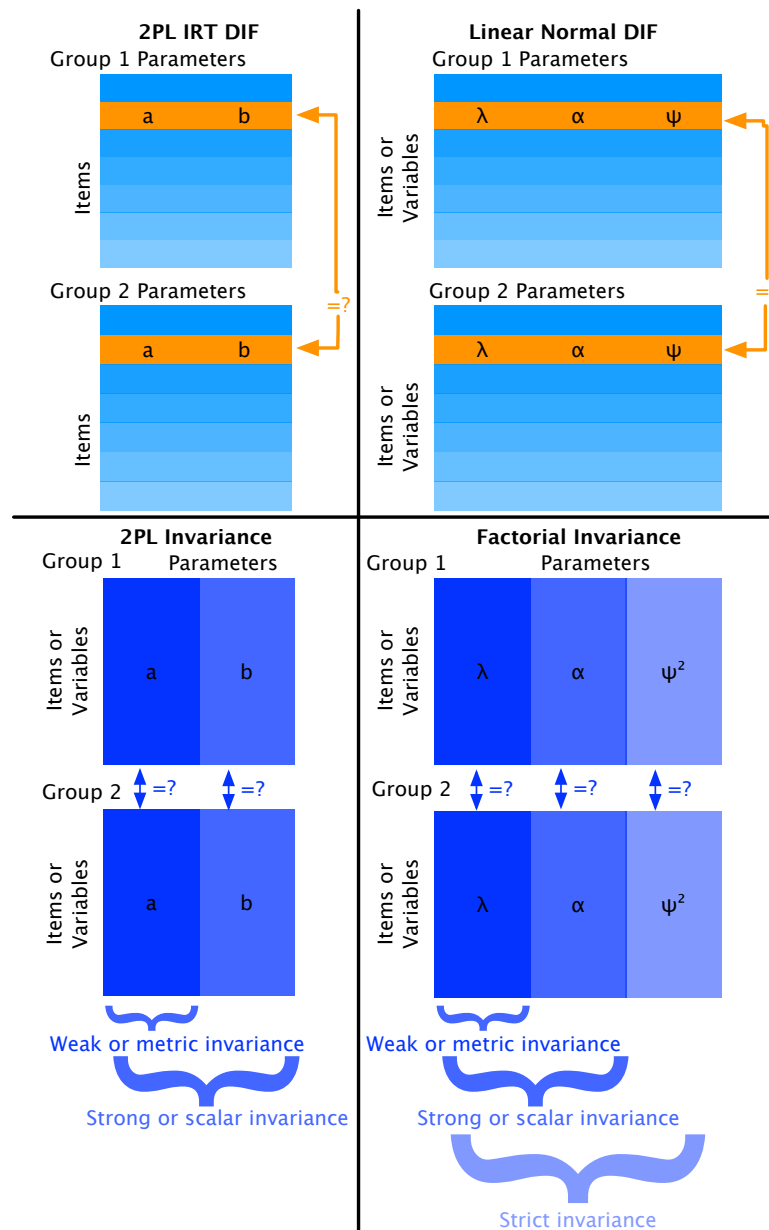 2PL IRT DIF
Group 1 Parameters
a b
Items
=?
Group 2 Parameters
a b
Items
Linear Normal DIF
Group 1 Parameters
λ α ψ
Items or
Variables
=
Group 2 Parameters
λ α ψ
Items or
Variables
2PL Invariance
Group 1 Parameters
Items or
Variables
a b
=? =?
Group 2
Items or
Variables
a b
Weak or metric invariance
Strong or scalar invariance
Factorial Invariance
Group 1 Parameters
Items or
Variables
λ α ψ²
=? =? =?
Group 2
Items or
Variables
λ α ψ²
Weak or metric invariance
Strong or scalar invariance
Strict invariance